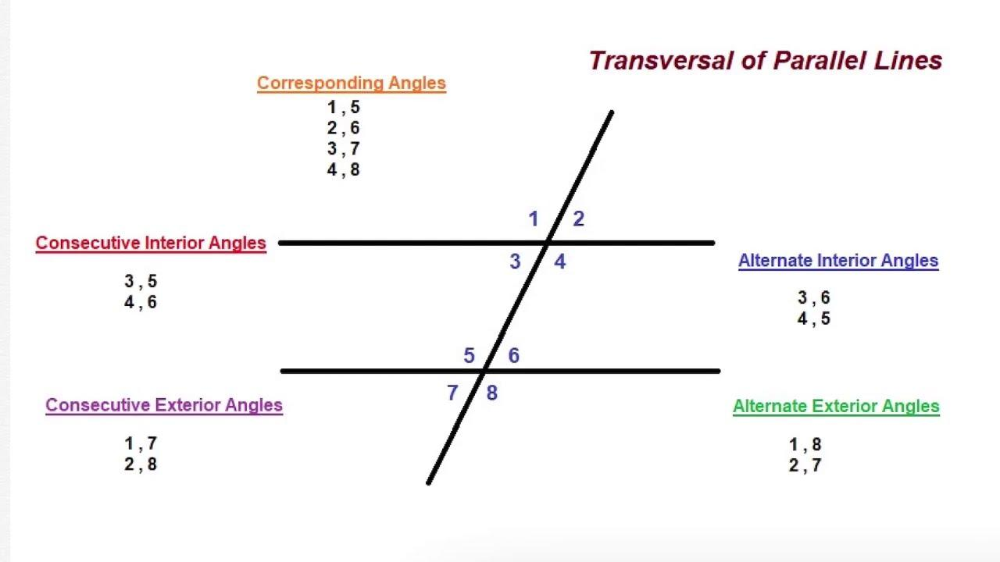 Transversal of Parallel Lines
Corresponding Angles
1 , 5
2 , 6
3 , 7
4 , 8
1 2
Consecutive Interior Angles
3 4
Alternate Interior Angles
3 , 5
4 , 6
3 , 6
4 , 5
5 6
7 8
Consecutive Exterior Angles
1 , 7
2 , 8
Alternate Exterior Angles
1 , 8
2 , 7